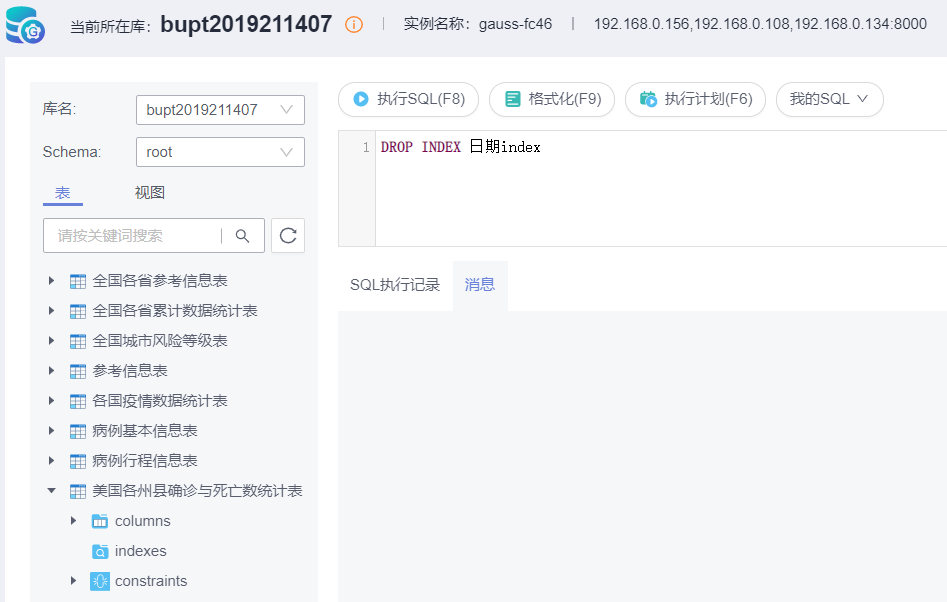 当前所在库: bupt2019211407 | 实例名称: gauss-fc46 | 192.168.0.156,192.168.0.108,192.168.0.134:8000
库名: bupt2019211407
Schema: root
表 视图
请按关键词搜索
全国各省参考信息表
全国各省累计数据统计表
全国城市风险等级表
参考信息表
各国疫情数据统计表
病例基本信息表
病例行程信息表
美国各州县确诊与死亡数统计表
columns
indexes
constraints
执行SQL(F8) 格式化(F9) 执行计划(F6) 我的SQL
1 DROP INDEX 日期index
SQL执行记录 消息